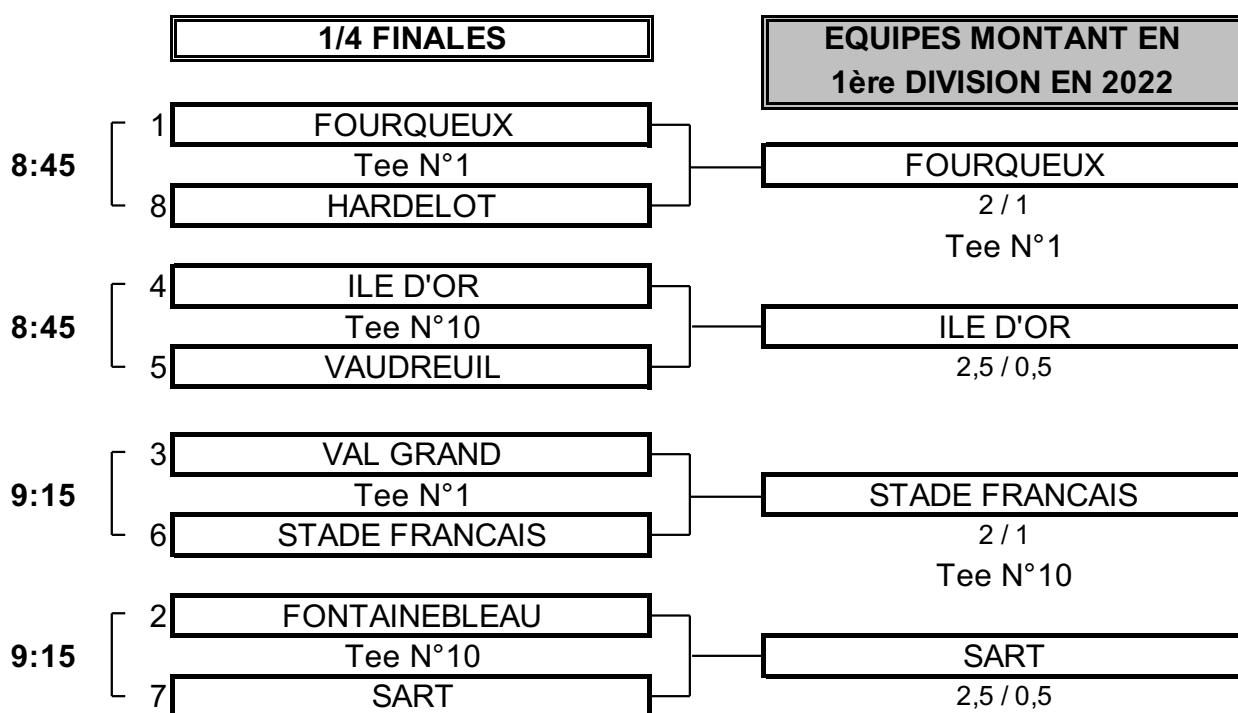 1/4 FINALES
EQUIPES MONTANT EN
1ère DIVISION EN 2022
1 FOURQUEUX
8:45 Tee N°1 FOURQUEUX
8 HARDELOT 2 / 1
Tee N°1
4 ILE D'OR
8:45 Tee N°10 ILE D'OR
5 VAUDREUIL 2,5 / 0,5
3 VAL GRAND
9:15 Tee N°1 STADE FRANCAIS
6 STADE FRANCAIS 2 / 1
Tee N°10
2 FONTAINEBLEAU
9:15 Tee N°10 SART
7 SART 2,5 / 0,5